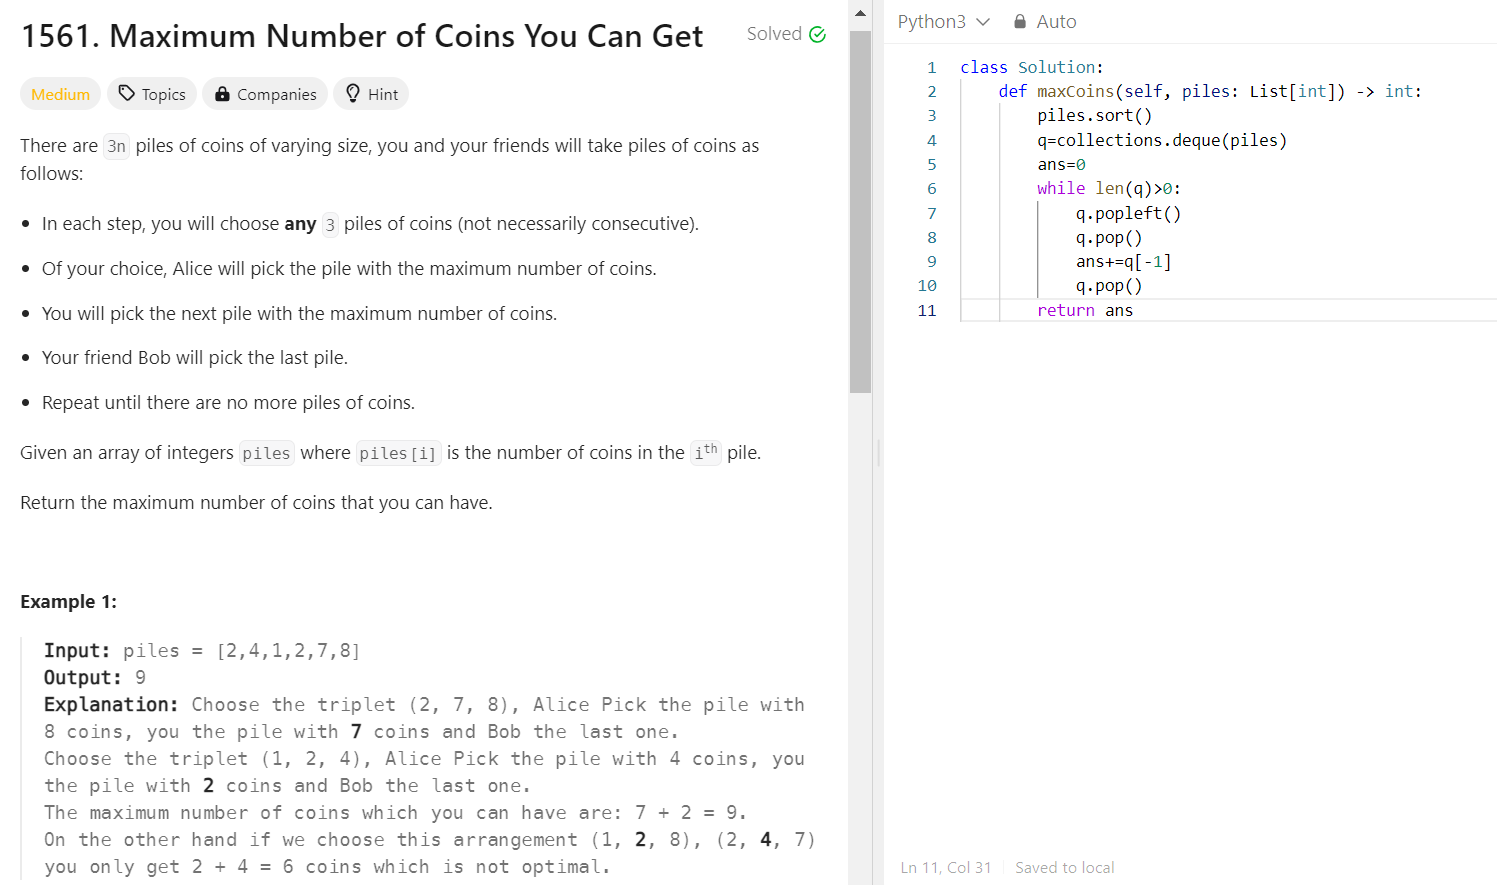 1561. Maximum Number of Coins You Can Get
Solved
Medium
Topics
Companies
Hint
There are 3n piles of coins of varying size, you and your friends will take piles of coins as
follows:
• In each step, you will choose any 3 piles of coins (not necessarily consecutive).
• Of your choice, Alice will pick the pile with the maximum number of coins.
• You will pick the next pile with the maximum number of coins.
• Your friend Bob will pick the last pile.
• Repeat until there are no more piles of coins.
Given an array of integers piles where piles[i] is the number of coins in the ith pile.
Return the maximum number of coins that you can have.
Example 1:
Input: piles = [2,4,1,2,7,8]
Output: 9
Explanation: Choose the triplet (2, 7, 8), Alice Pick the pile with
8 coins, you the pile with 7 coins and Bob the last one.
Choose the triplet (1, 2, 4), Alice Pick the pile with 4 coins, you
the pile with 2 coins and Bob the last one.
The maximum number of coins which you can have are: 7 + 2 = 9.
On the other hand if we choose this arrangement (1, 2, 8), (2, 4, 7)
you only get 2 + 4 = 6 coins which is not optimal.
Python3
Auto
1 class Solution:
2     def maxCoins(self, piles: List[int]) -> int:
3         piles.sort()
4         q=collections.deque(piles)
5         ans=0
6         while len(q)>0:
7             q.popleft()
8             q.pop()
9             ans+=q[-1]
10             q.pop()
11         return ans
Ln 11, Col 31
Saved to local